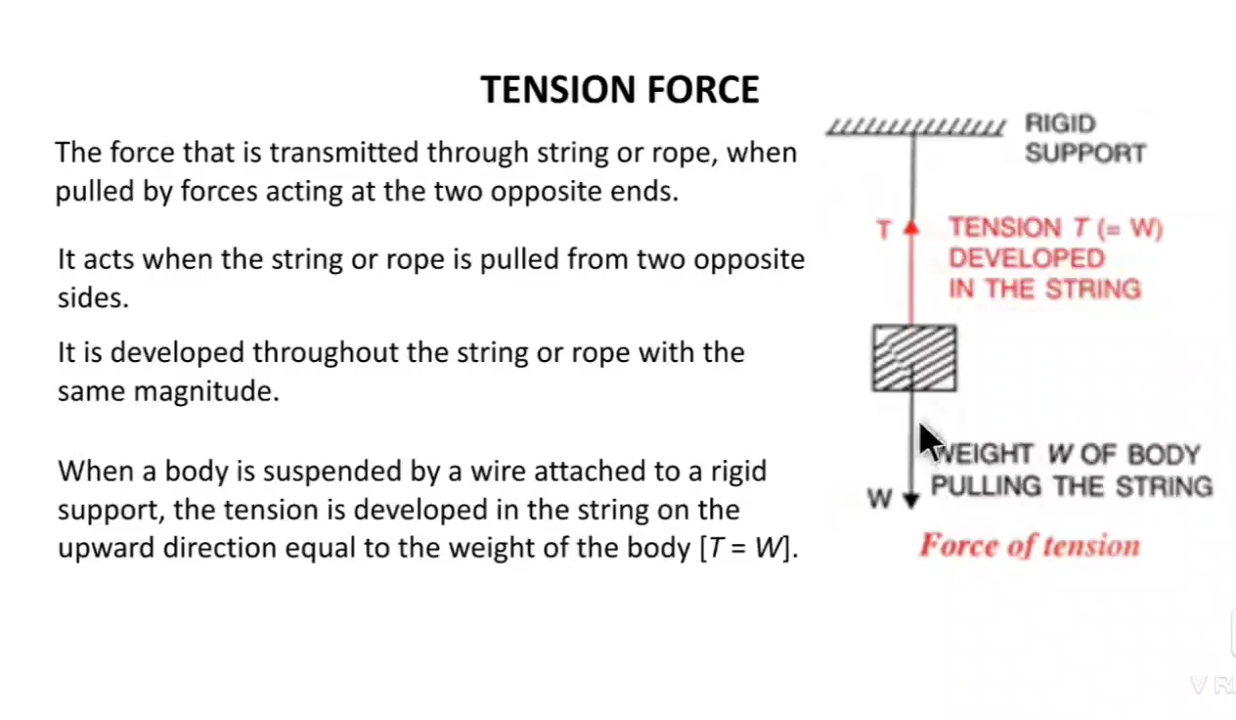 TENSION FORCE
The force that is transmitted through string or rope, when
pulled by forces acting at the two opposite ends.
It acts when the string or rope is pulled from two opposite
sides.
It is developed throughout the string or rope with the
same magnitude.
When a body is suspended by a wire attached to a rigid
support, the tension is developed in the string on the
upward direction equal to the weight of the body [T = W].
RIGID
SUPPORT
T
TENSION T (= W)
DEVELOPED
IN THE STRING
WEIGHT W OF BODY
PULLING THE STRING
W
Force of tension